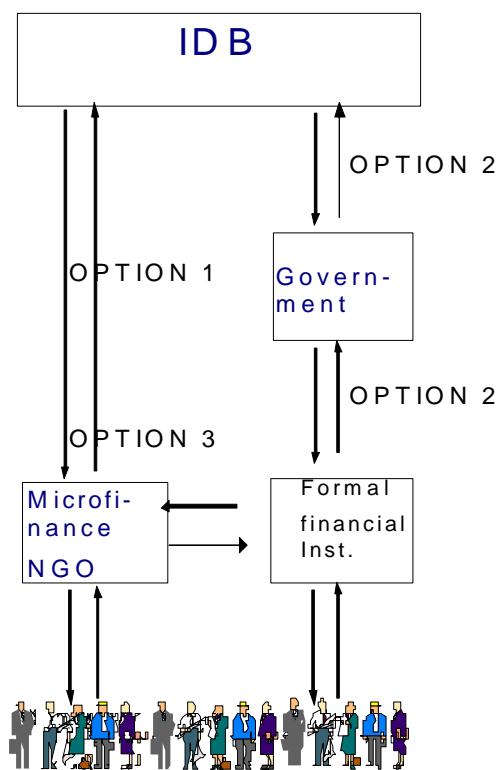 IDB
OPTION 2
OPTION 1
Govern-
ment
OPTION 2
OPTION 3
Microfi-
nance
NGO
Formal
financial
Inst.